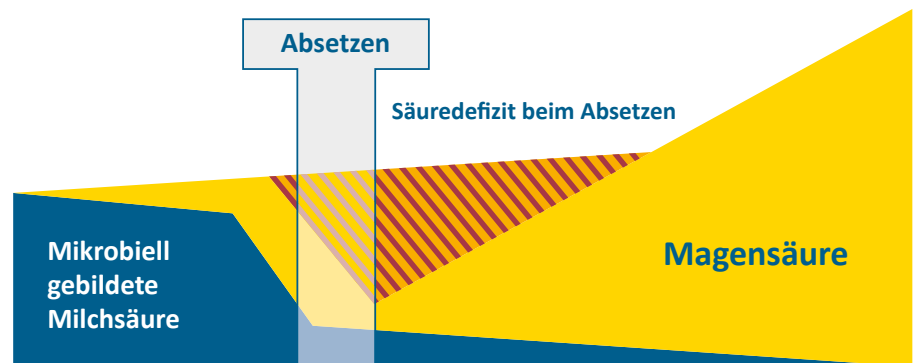 Absetzen
Säuredefizit beim Absetzen
Mikrobiell
gebildete
Milchsäure
Magensäure